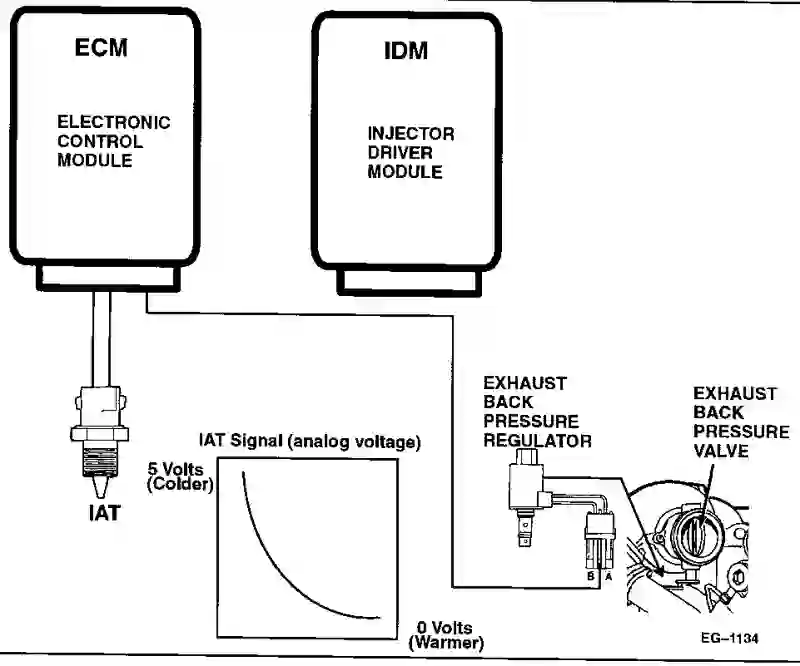 ECM
ELECTRONIC
CONTROL
MODULE
IDM
INJECTOR
DRIVER
MODULE
IAT
IAT Signal (analog voltage)
5 Volts
(Colder)
0 Volts
(Warmer)
EXHAUST
BACK
PRESSURE
REGULATOR
B A
EXHAUST
BACK
PRESSURE
VALVE
EG–1134